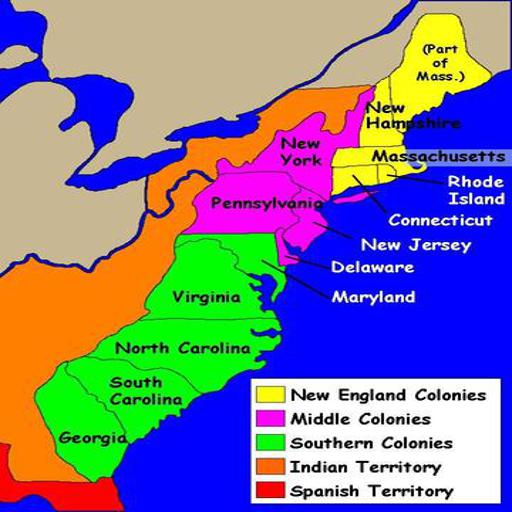 (Part
of
Mass.)
New
Hampshire
New
York
Massachusetts
Rhode
Island
Pennsylvania
Connecticut
New Jersey
Delaware
Virginia
Maryland
North Carolina
South
Carolina
Georgia
New England Colonies
Middle Colonies
Southern Colonies
Indian Territory
Spanish Territory